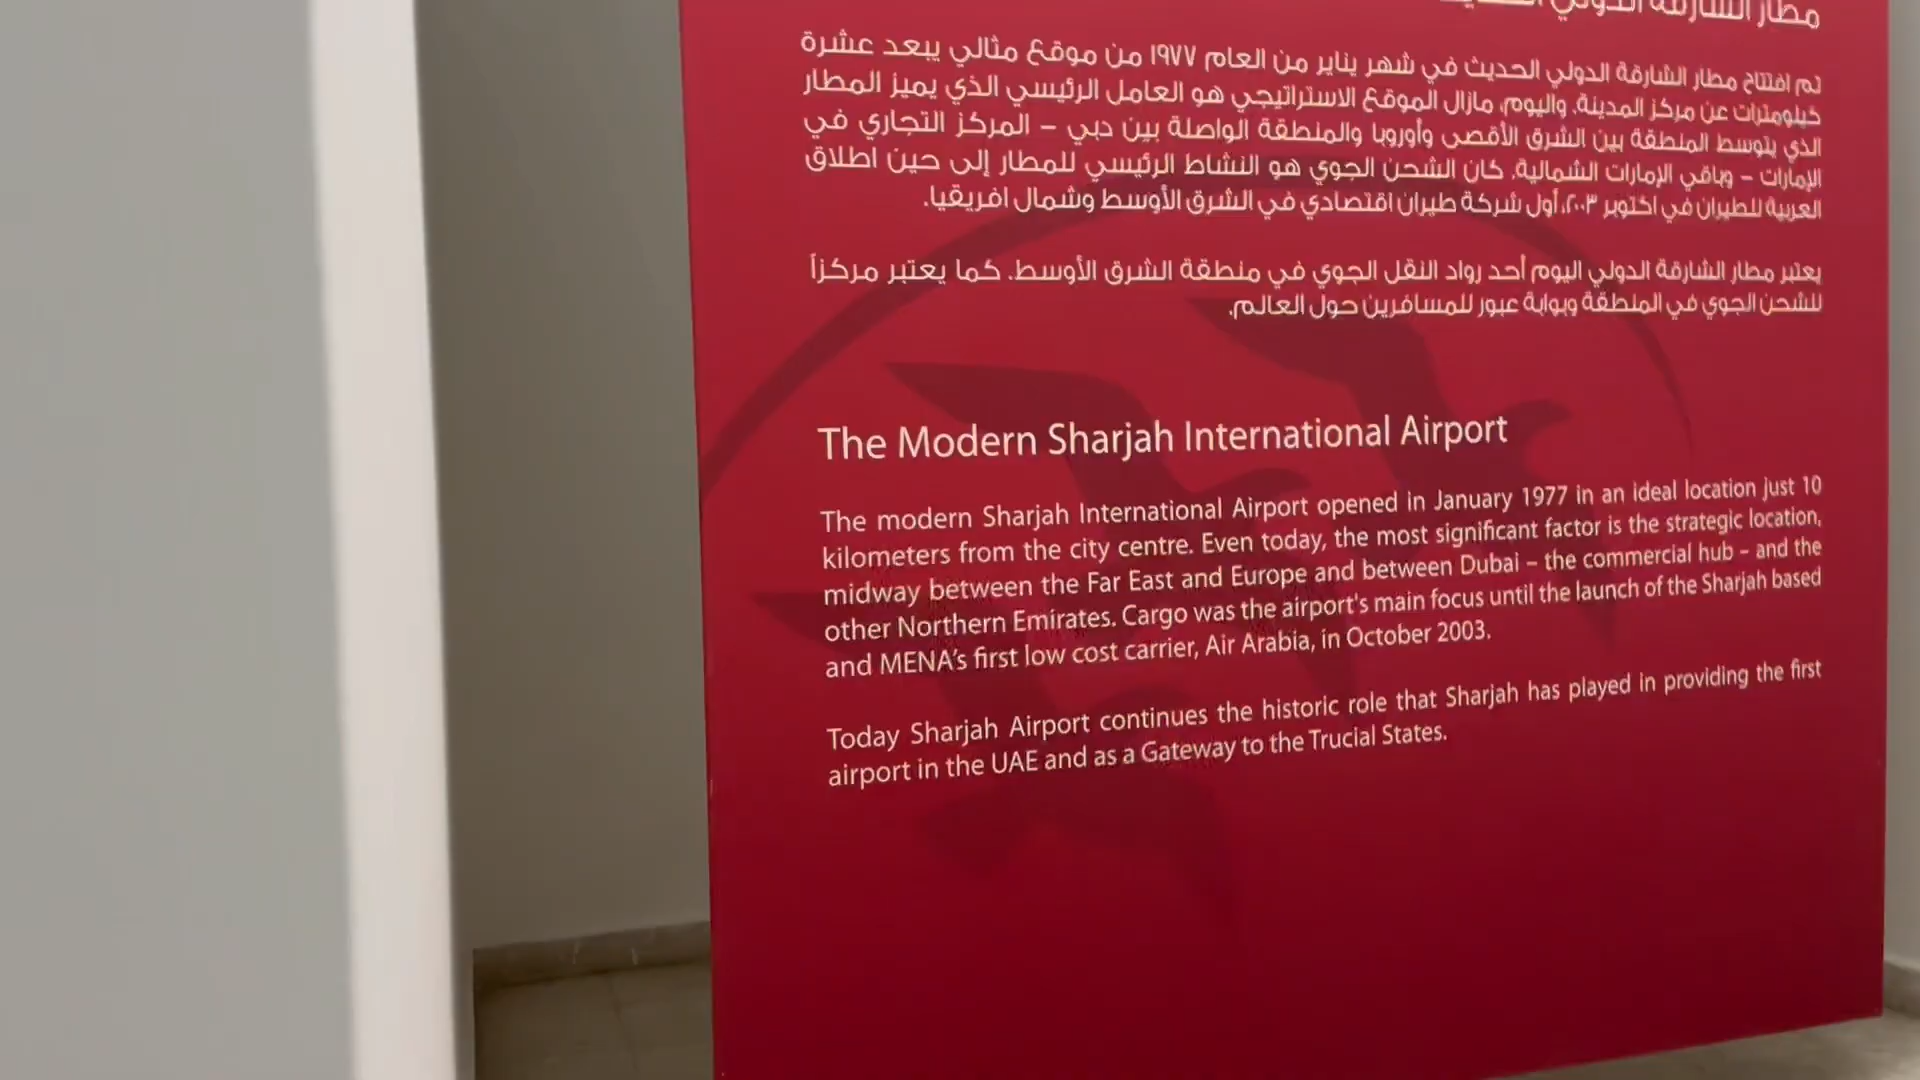 مطار الشارقة الدولي
تم افتتاح مطار الشارقة الدولي الحديث في شهر يناير من العام ١٩٧٧ من موقع مثالي يبعد عشرة
كيلومترات عن مركز المدينة. واليوم، مازال الموقع الاستراتيجي هو العامل الرئيسي الذي يميز المطار
الذي يتوسط المنطقة بين الشرق الأقصى وأوروبا والمنطقة الواصلة بين دبي – المركز التجاري في
الإمارات – وباقي الإمارات الشمالية. كان الشحن الجوي هو النشاط الرئيسي للمطار إلى حين اطلاق
العربية للطيران في اكتوبر ٢٠٠٣، أول شركة طيران اقتصادي في الشرق الأوسط وشمال افريقيا.
يعتبر مطار الشارقة الدولي اليوم أحد رواد النقل الجوي في منطقة الشرق الأوسط. كما يعتبر مركزاً
للشحن الجوي في المنطقة وبوابة عبور للمسافرين حول العالم.
The Modern Sharjah International Airport
The modern Sharjah International Airport opened in January 1977 in an ideal location just 10
kilometers from the city centre. Even today, the most significant factor is the strategic location,
midway between the Far East and Europe and between Dubai – the commercial hub – and the
other Northern Emirates. Cargo was the airport's main focus until the launch of the Sharjah based
and MENA's first low cost carrier, Air Arabia, in October 2003.
Today Sharjah Airport continues the historic role that Sharjah has played in providing the first
airport in the UAE and as a Gateway to the Trucial States.